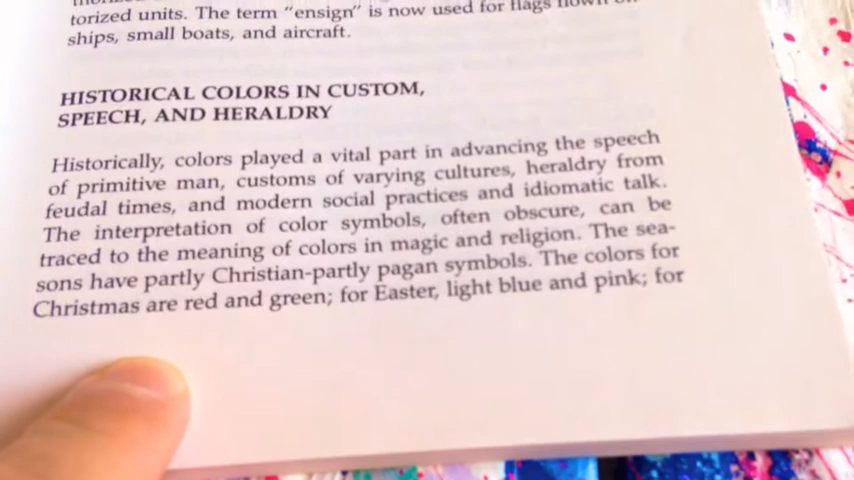 torized units. The term “ensign” is now used for flags flown on
ships, small boats, and aircraft.
HISTORICAL COLORS IN CUSTOM,
SPEECH, AND HERALDRY
Historically, colors played a vital part in advancing the speech
of primitive man, customs of varying cultures, heraldry from
feudal times, and modern social practices and idiomatic talk.
The interpretation of color symbols, often obscure, can be
traced to the meaning of colors in magic and religion. The sea-
sons have partly Christian-partly pagan symbols. The colors for
Christmas are red and green; for Easter, light blue and pink; for